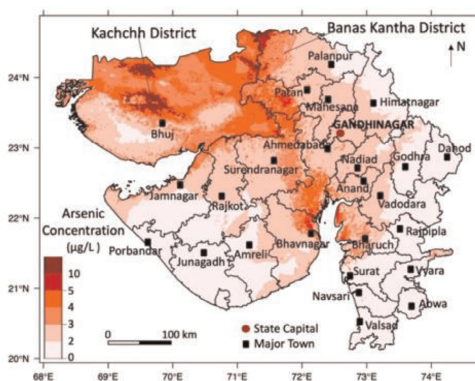 Kachchh District
Banas Kantha District
N
24°N
Palanpur
Patan
Mahesana
Himatnagar
Bhuj
GANDHINAGAR
23°N
Ahmedabad
Dahod
Surendranagar
Nadiad
Godhra
Anand
Jamnagar
Rajkot
Vadodara
22°N
Arsenic
Concentration
(µg/L)
Porbandar
Bhavnagar
Bharuch
Rajpipla
Junagadh
Amreli
10
5
4
3
2
1
0
Surat
Vyara
21°N
Navsari
Ahwa
0
100 km
State Capital
Major Town
Valsad
20°N
68°E
69°E
70°E
71°E
72°E
73°E
74°E